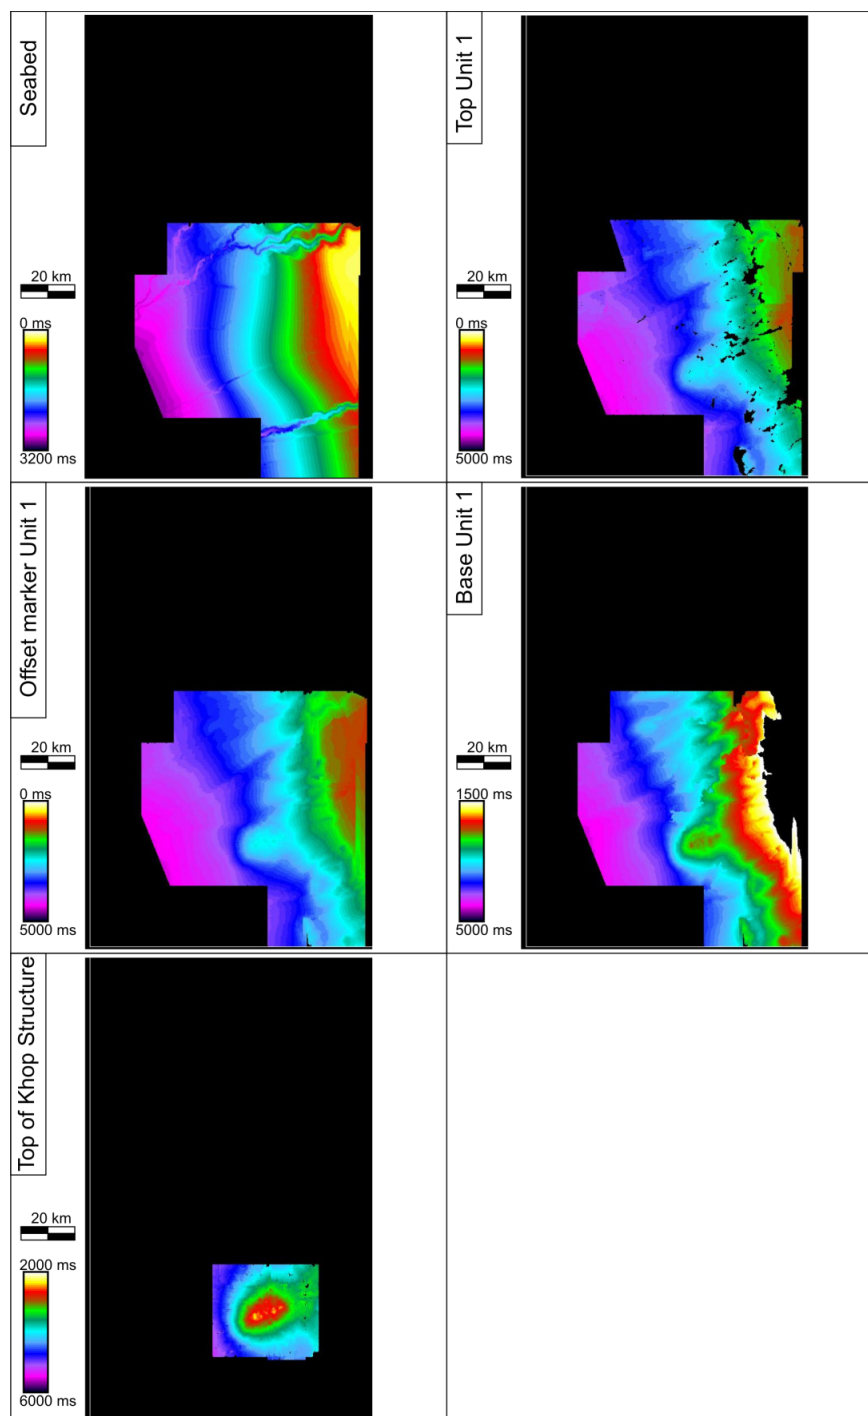 Seabed
20 km
0 ms
3200 ms
Top Unit 1
20 km
0 ms
5000 ms
Offset marker Unit 1
20 km
0 ms
5000 ms
Base Unit 1
20 km
1500 ms
5000 ms
Top of Khop Structure
20 km
2000 ms
6000 ms